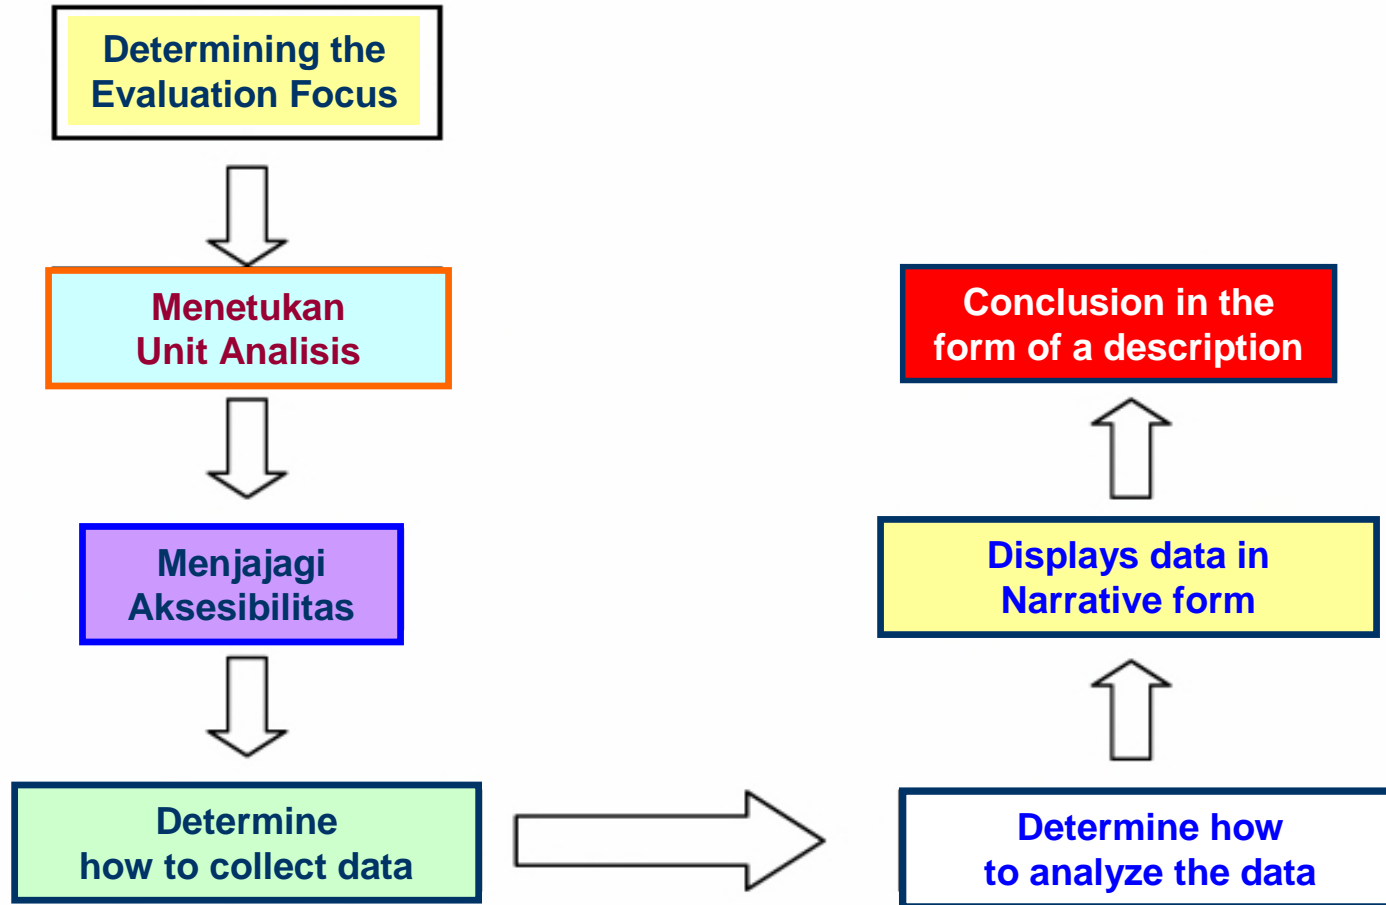 Determining the
Evaluation Focus
Menetukan
Unit Analisis
Menjajagi
Aksesibilitas
Determine
how to collect data
Determine how
to analyze the data
Displays data in
Narrative form
Conclusion in the
form of a description